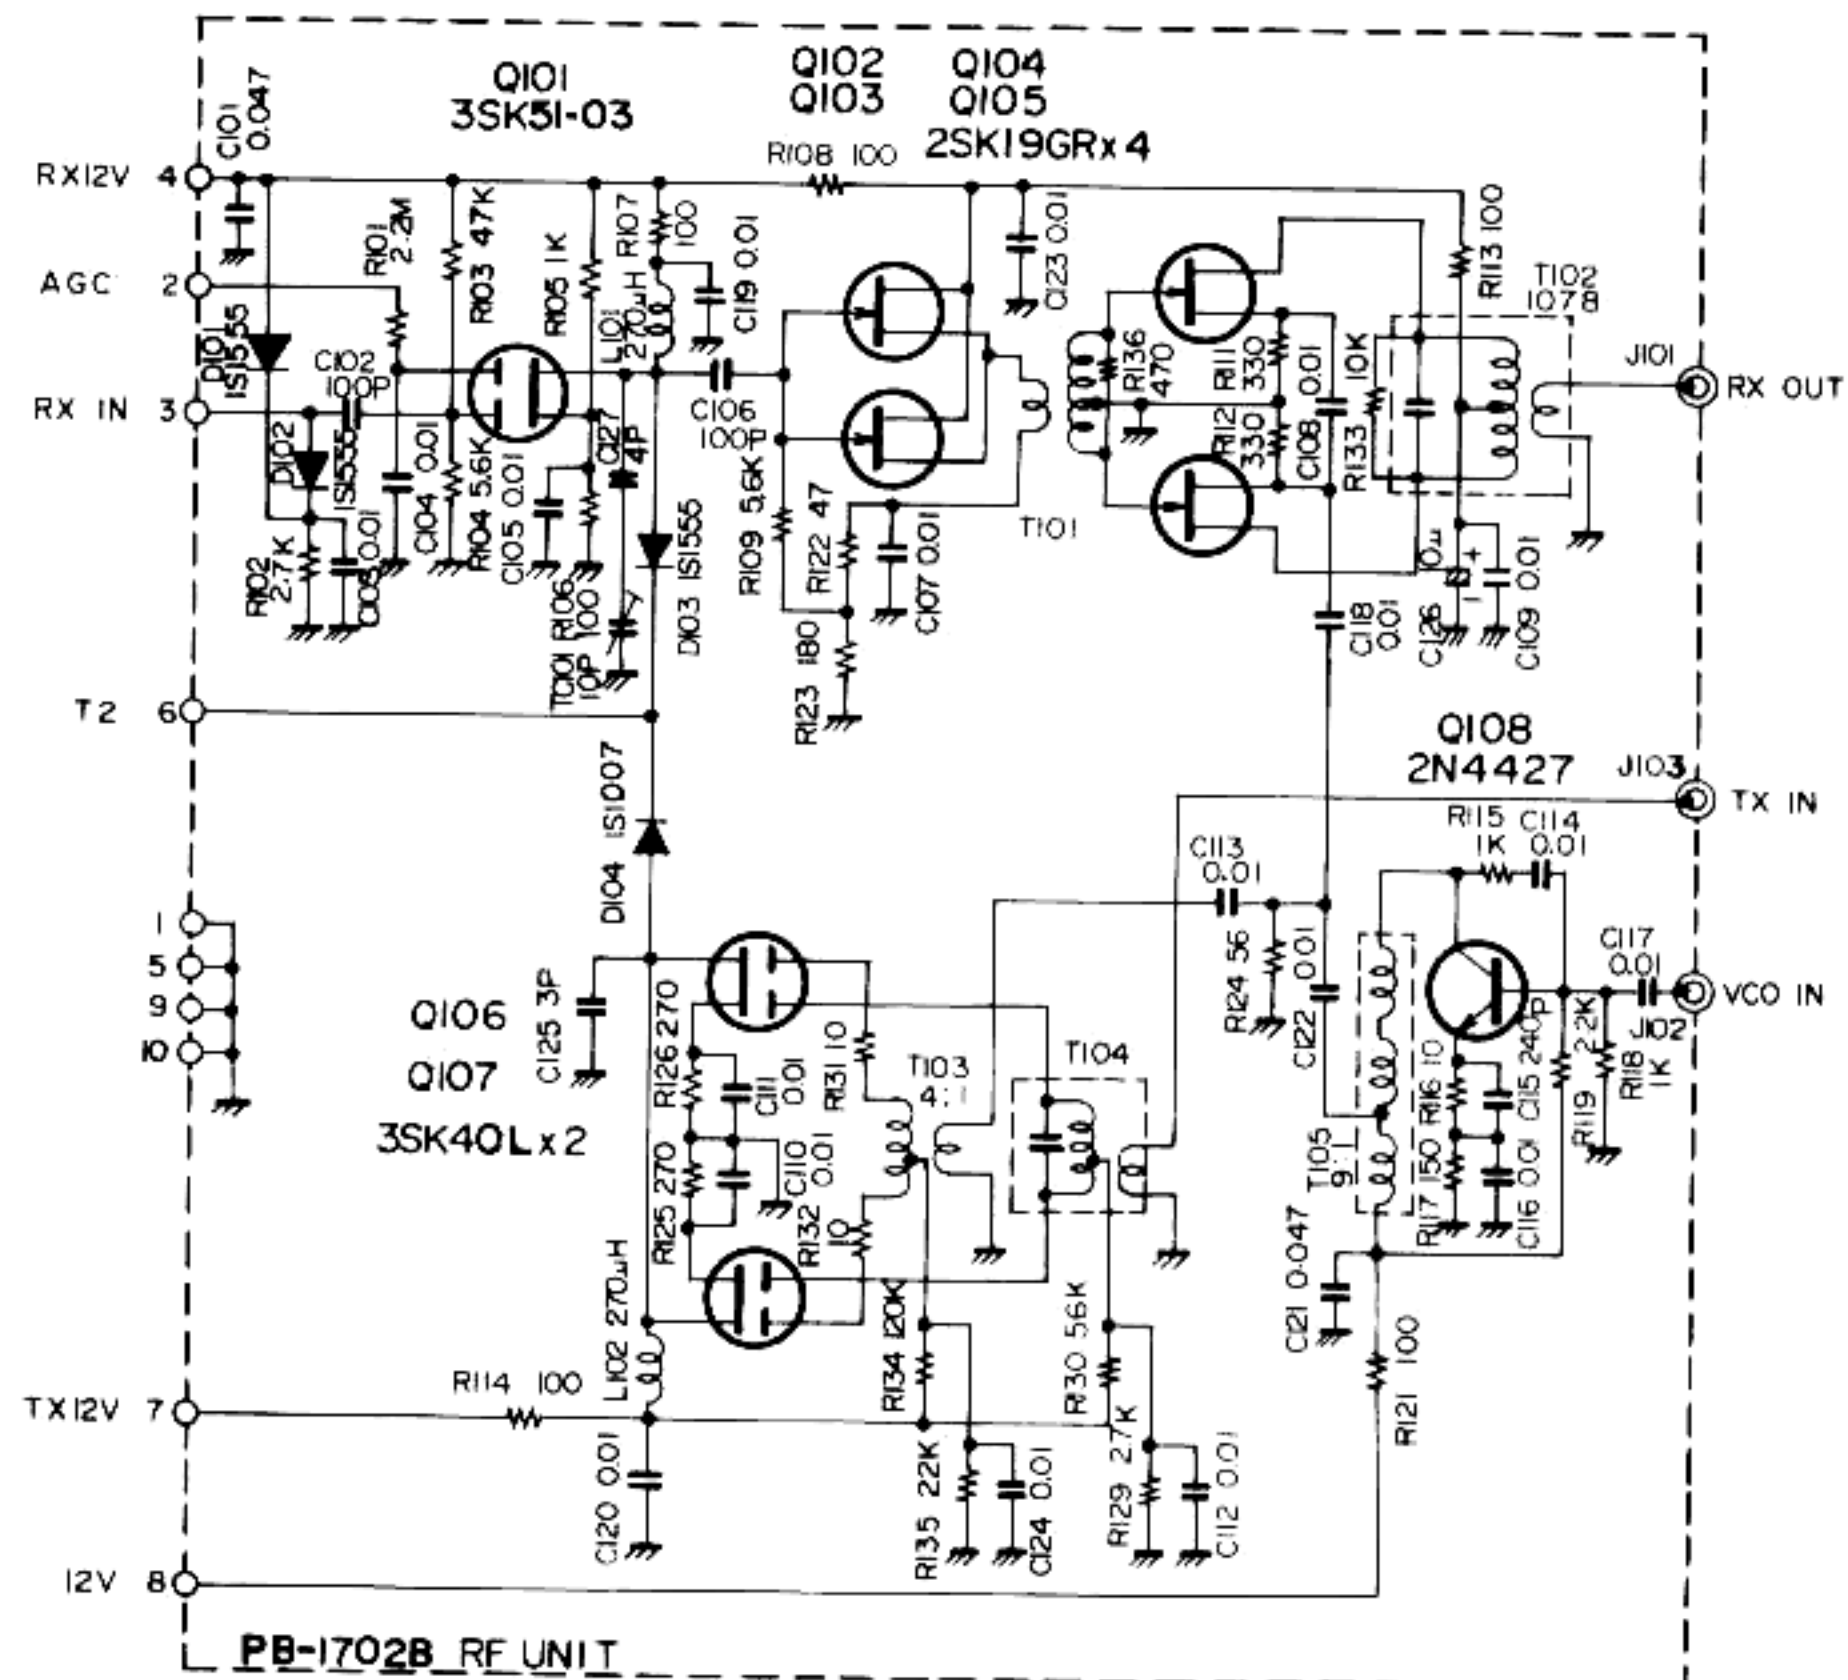 Q101
3SK51-03
Q102
Q103
Q104
Q105
2SK19GRx4
C101
0.047
RX12V 4
AGC 2
RX IN 3
T2 6
1
5
9
10
TX12V 7
12V 8
R101
2.2M
R103 47K
R105 1K
R107
100
R108 100
L101
270μH
C119 0.01
C123 0.01
R113 100
T102
1078
J101
RX OUT
D101
1S1555
C102
100P
D102
1S1555
C104 0.01
R104 5.6K
C105 0.01
R102
2.7K
0.01
TC101
10P
R106
100
4P
D103 1S1555
C106
100P
R109 5.6K
R122 47
C107 0.01
R123 180
T101
R136
470
R111
330
R112
330
C108 0.01
R133 10K
C118
0.01
C126
C109 0.01
Q108
2N4427
J103
TX IN
R115
1K
C114
0.01
C113
0.01
R124 56
C122 0.01
C117
0.01
VCO IN
J102
R118
1K
R119 2.2K
C115 240P
R116 10
R117 150
C116 0.01
T105
9:1
C121 0.047
R121 100
D104 1S1007
Q106
Q107
3SK40Lx2
C125 3P
R126 270
C111
0.01
R125 270
C110
0.01
R131 10
R132
10
T103
4:1
T104
L102 270μH
R114 100
C120 0.01
R134 120K
R135 22K
C124 0.01
R130 56K
R129 27K
C112 0.01
PB-1702B RF UNIT